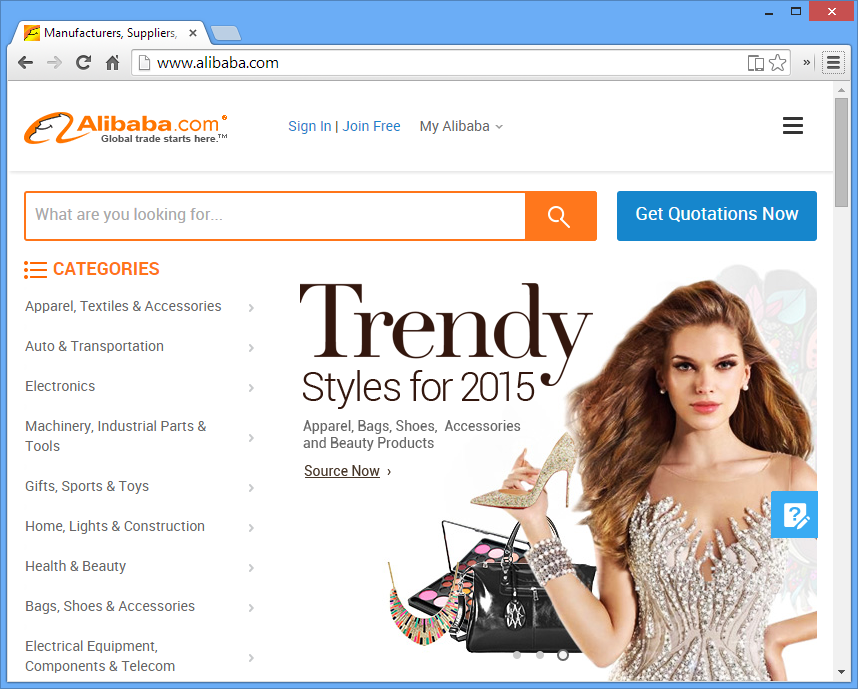 Manufacturers, Suppliers,
www.alibaba.com
Alibaba.com®
Global trade starts here.™
Sign In | Join Free
My Alibaba
What are you looking for...
Get Quotations Now
CATEGORIES
Apparel, Textiles & Accessories
Auto & Transportation
Electronics
Machinery, Industrial Parts &
Tools
Gifts, Sports & Toys
Home, Lights & Construction
Health & Beauty
Bags, Shoes & Accessories
Electrical Equipment,
Components & Telecom
Trendy
Styles for 2015
Apparel, Bags, Shoes, Accessories
and Beauty Products
Source Now ›
?